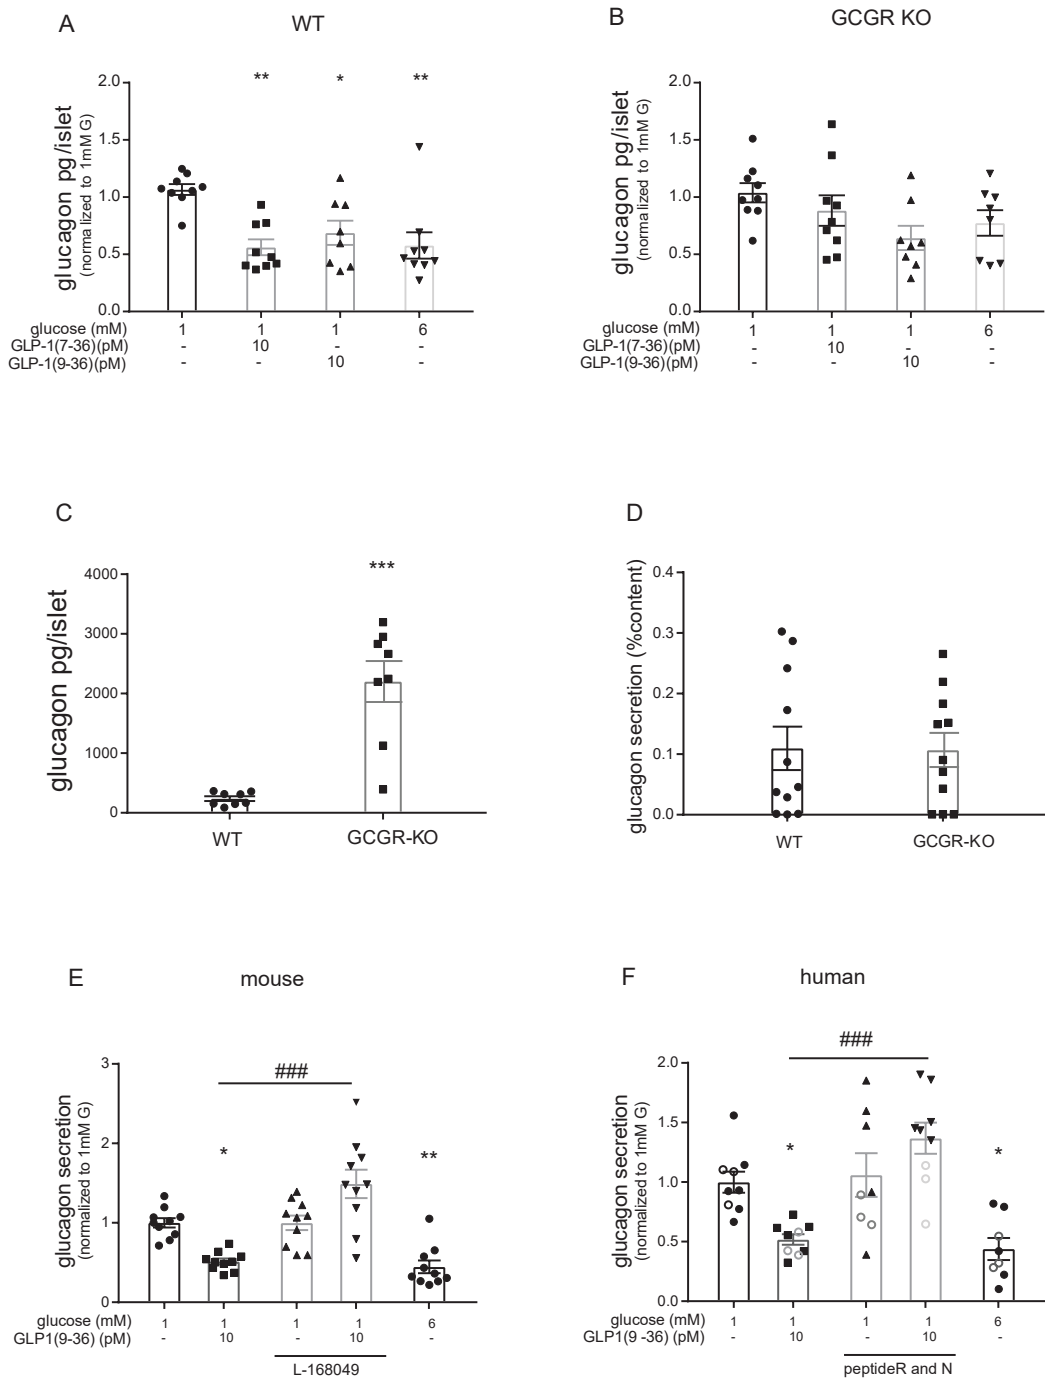 A
WT
**
*
**
2.0
1.5
1.0
0.5
0.0
glucagon pg/islet
(norma lized to 1mM G)
glucose (mM) 1 1 1 6
GLP-1(7-36)(pM) - 10 - -
GLP-1(9-36)(pM) - - 10 -
B
GCGR KO
2.0
1.5
1.0
0.5
0.0
glucagon pg/islet
(normalized to 1mM G)
glucose (mM) 1 1 1 6
GLP-1(7-36)(pM) - 10 - -
GLP-1(9-36)(pM) - - 10 -
C
***
4000
3000
2000
1000
0
glucagon pg/islet
WT GCGR-KO
D
0.4
0.3
0.2
0.1
0.0
glucagon secretion (%content)
WT GCGR-KO
E
mouse
###
*
**
3
2
1
0
glucagon secretion
(normalized to 1mM G)
glucose (mM) 1 1 1 1 6
GLP1(9-36) (pM) - 10 - 10 -
L-168049
F
human
###
*
*
2.0
1.5
1.0
0.5
0.0
glucagon secretion
(normalized to 1mM G)
glucose (mM) 1 1 1 1 6
GLP1(9 -36) (pM) - 10 - 10 -
peptideR and N